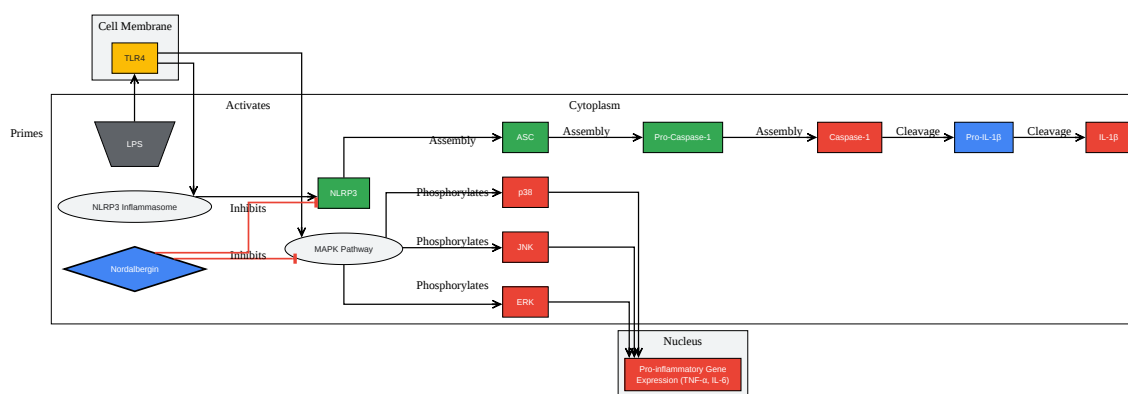 Cell Membrane
TLR4
Activates
Cytoplasm
Primes
LPS
Assembly
ASC
Assembly
Pro-Caspase-1
Assembly
Caspase-1
Cleavage
Pro-IL-1β
Cleavage
IL-1β
NLRP3 Inflammasome
Inhibits
NLRP3
Phosphorylates
p38
Nordalbergin
Inhibits
MAPK Pathway
Phosphorylates
JNK
Phosphorylates
ERK
Nucleus
Pro-inflammatory Gene
Expression (TNF-α, IL-6)